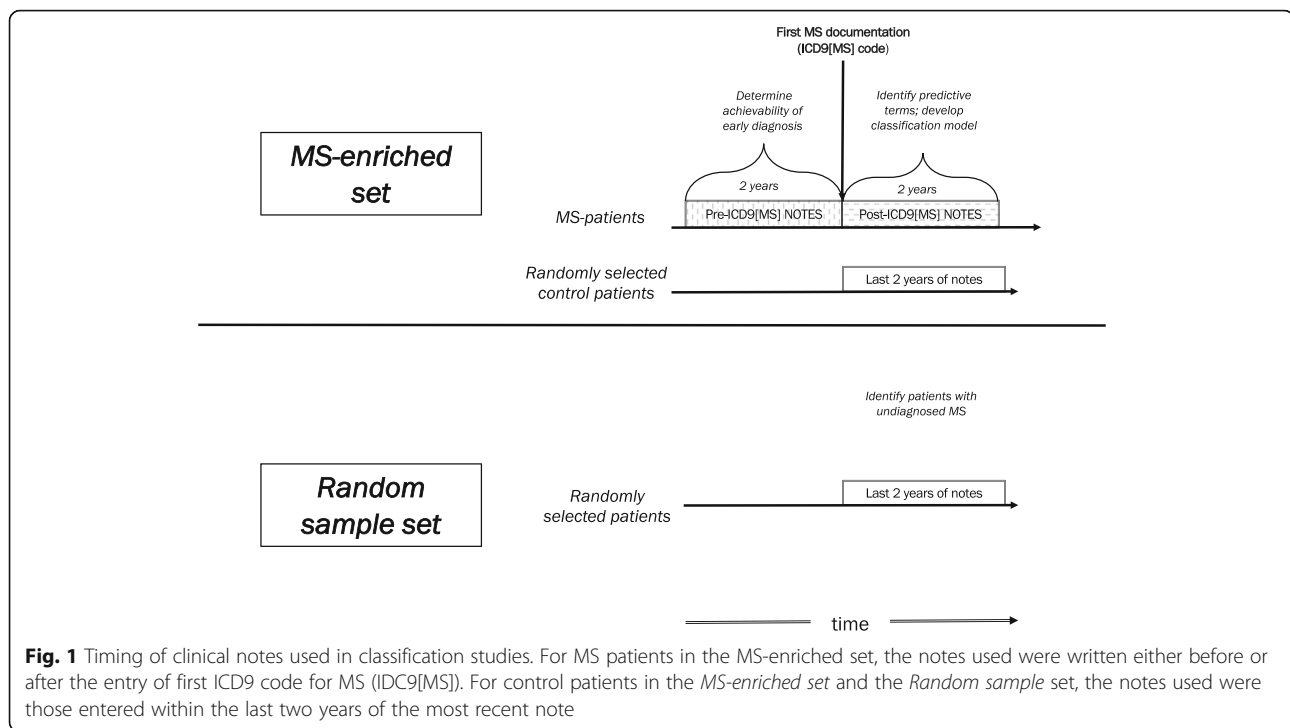 First MS documentation
(ICD9[MS] code)
Determine
achievability of
early diagnosis
Identify predictive
terms; develop
classification model
MS-enriched
set
2 years
2 years
MS-patients
Pre-ICD9[MS] NOTES
Post-ICD9[MS] NOTES
Randomly selected
control patients
Last 2 years of notes
Identify patients with
undiagnosed MS
Random
sample set
Randomly
selected patients
Last 2 years of notes
time
Fig. 1 Timing of clinical notes used in classification studies. For MS patients in the MS-enriched set, the notes used were written either before or
after the entry of first ICD9 code for MS (IDC9[MS]). For control patients in the MS-enriched set and the Random sample set, the notes used were
those entered within the last two years of the most recent note